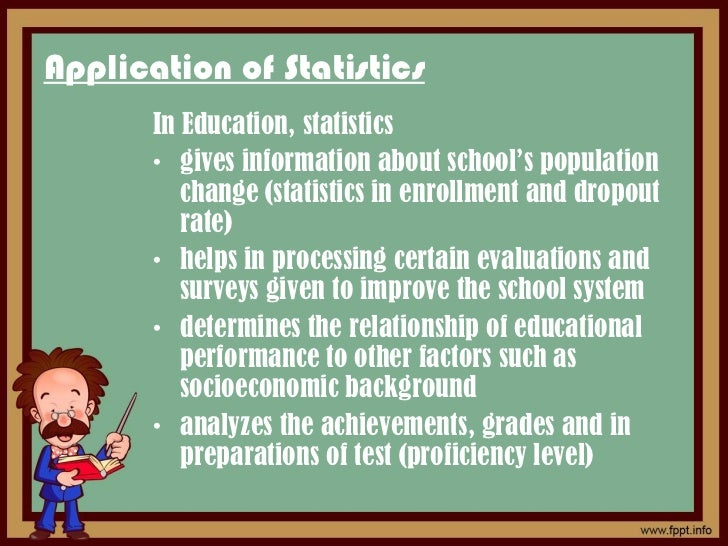 Application of Statistics
In Education, statistics
• gives information about school’s population
change (statistics in enrollment and dropout
rate)
• helps in processing certain evaluations and
surveys given to improve the school system
• determines the relationship of educational
performance to other factors such as
socioeconomic background
• analyzes the achievements, grades and in
preparations of test (proficiency level)
www.fppt.info